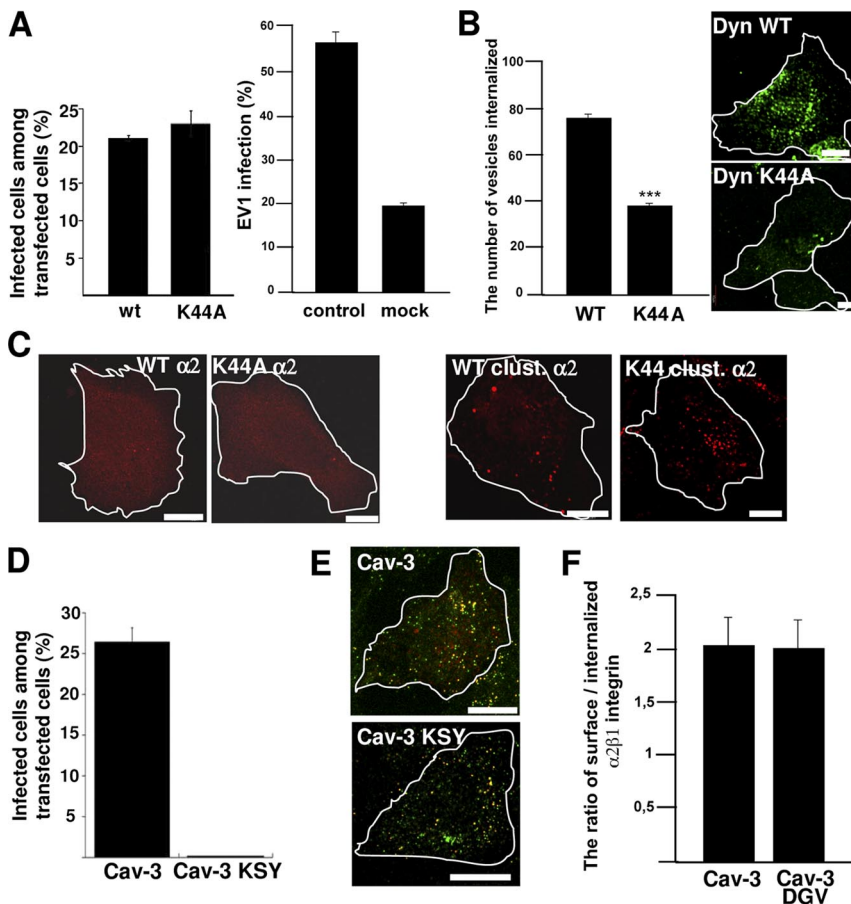 A
Infected cells among
transfected cells (%)
25
20
15
10
5
wt
K44A
EV1 infection (%)
60
50
40
30
20
10
0
control
mock
B
The number of vesicles internalized
100
80
60
40
20
0
***
WT
K44A
Dyn WT
Dyn K44A
C
WT α2
K44A α2
WT clust. α2
K44 clust. α2
D
Infected cells among
transfected cells (%)
30
25
20
15
10
5
Cav-3
Cav-3 KSY
E
Cav-3
Cav-3 KSY
F
The ratio of surface / internalized
α2β1 integrin
2,5
2
1,5
1
0,5
Cav-3
Cav-3
DGV